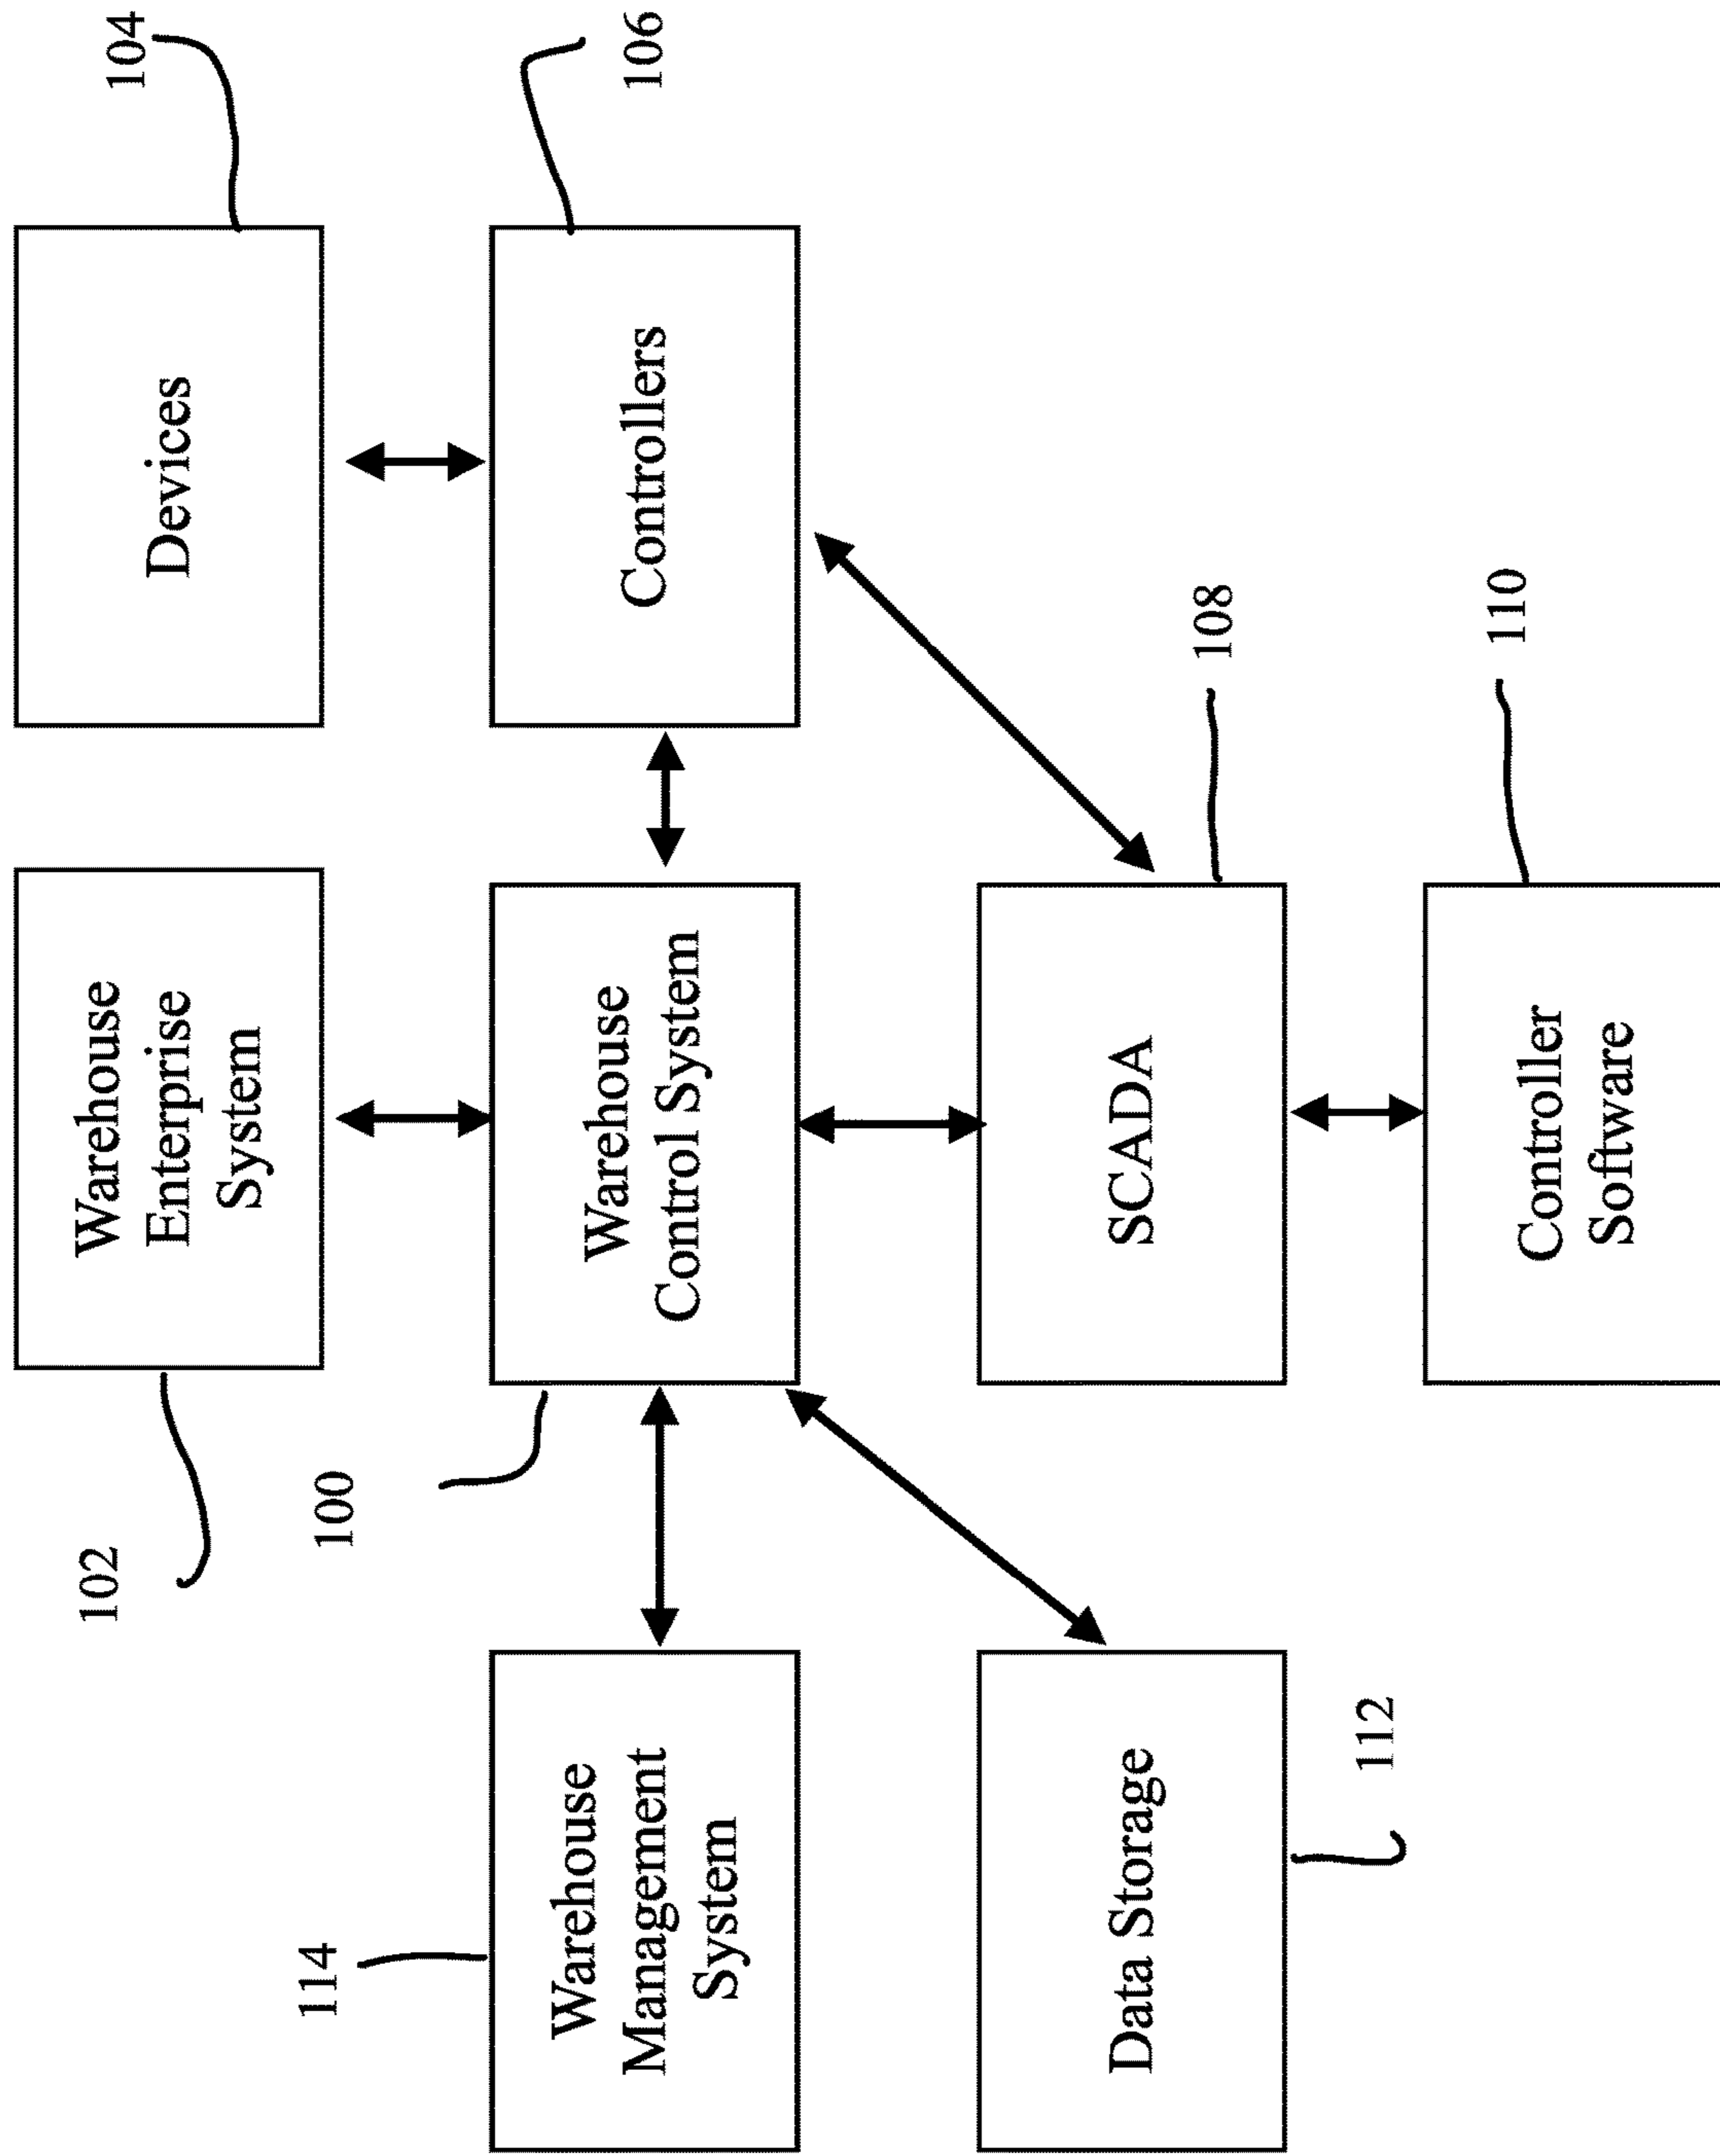 102
Warehouse
Enterprise
System
Devices
104
114
100
Warehouse
Management
System
Warehouse
Control System
Controllers
106
Data Storage
SCADA
108
112
Controller
Software
110